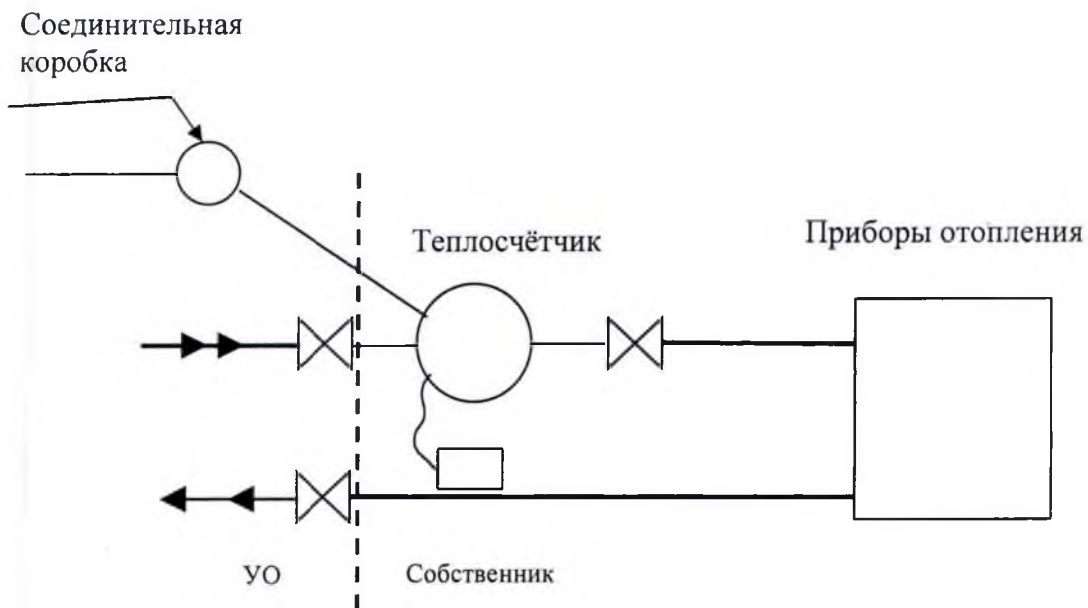 Соединительная
коробка
Теплосчётчик
Приборы отопления
УО
Собственник